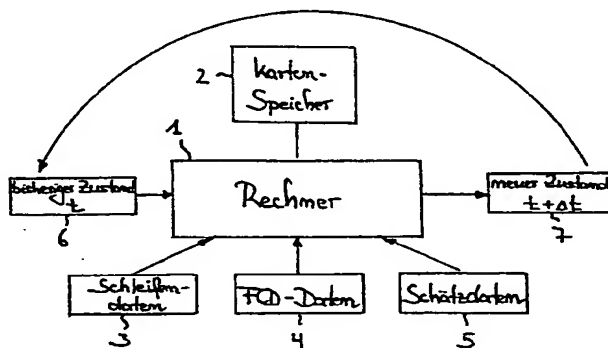 2
Karten-
Speicher
1
bisheriger Zustand
t
6
Rechner
neuer Zustand
t + Δt
7
Schleifen-
daten
3
FCD-Daten
4
Schätzdaten
5